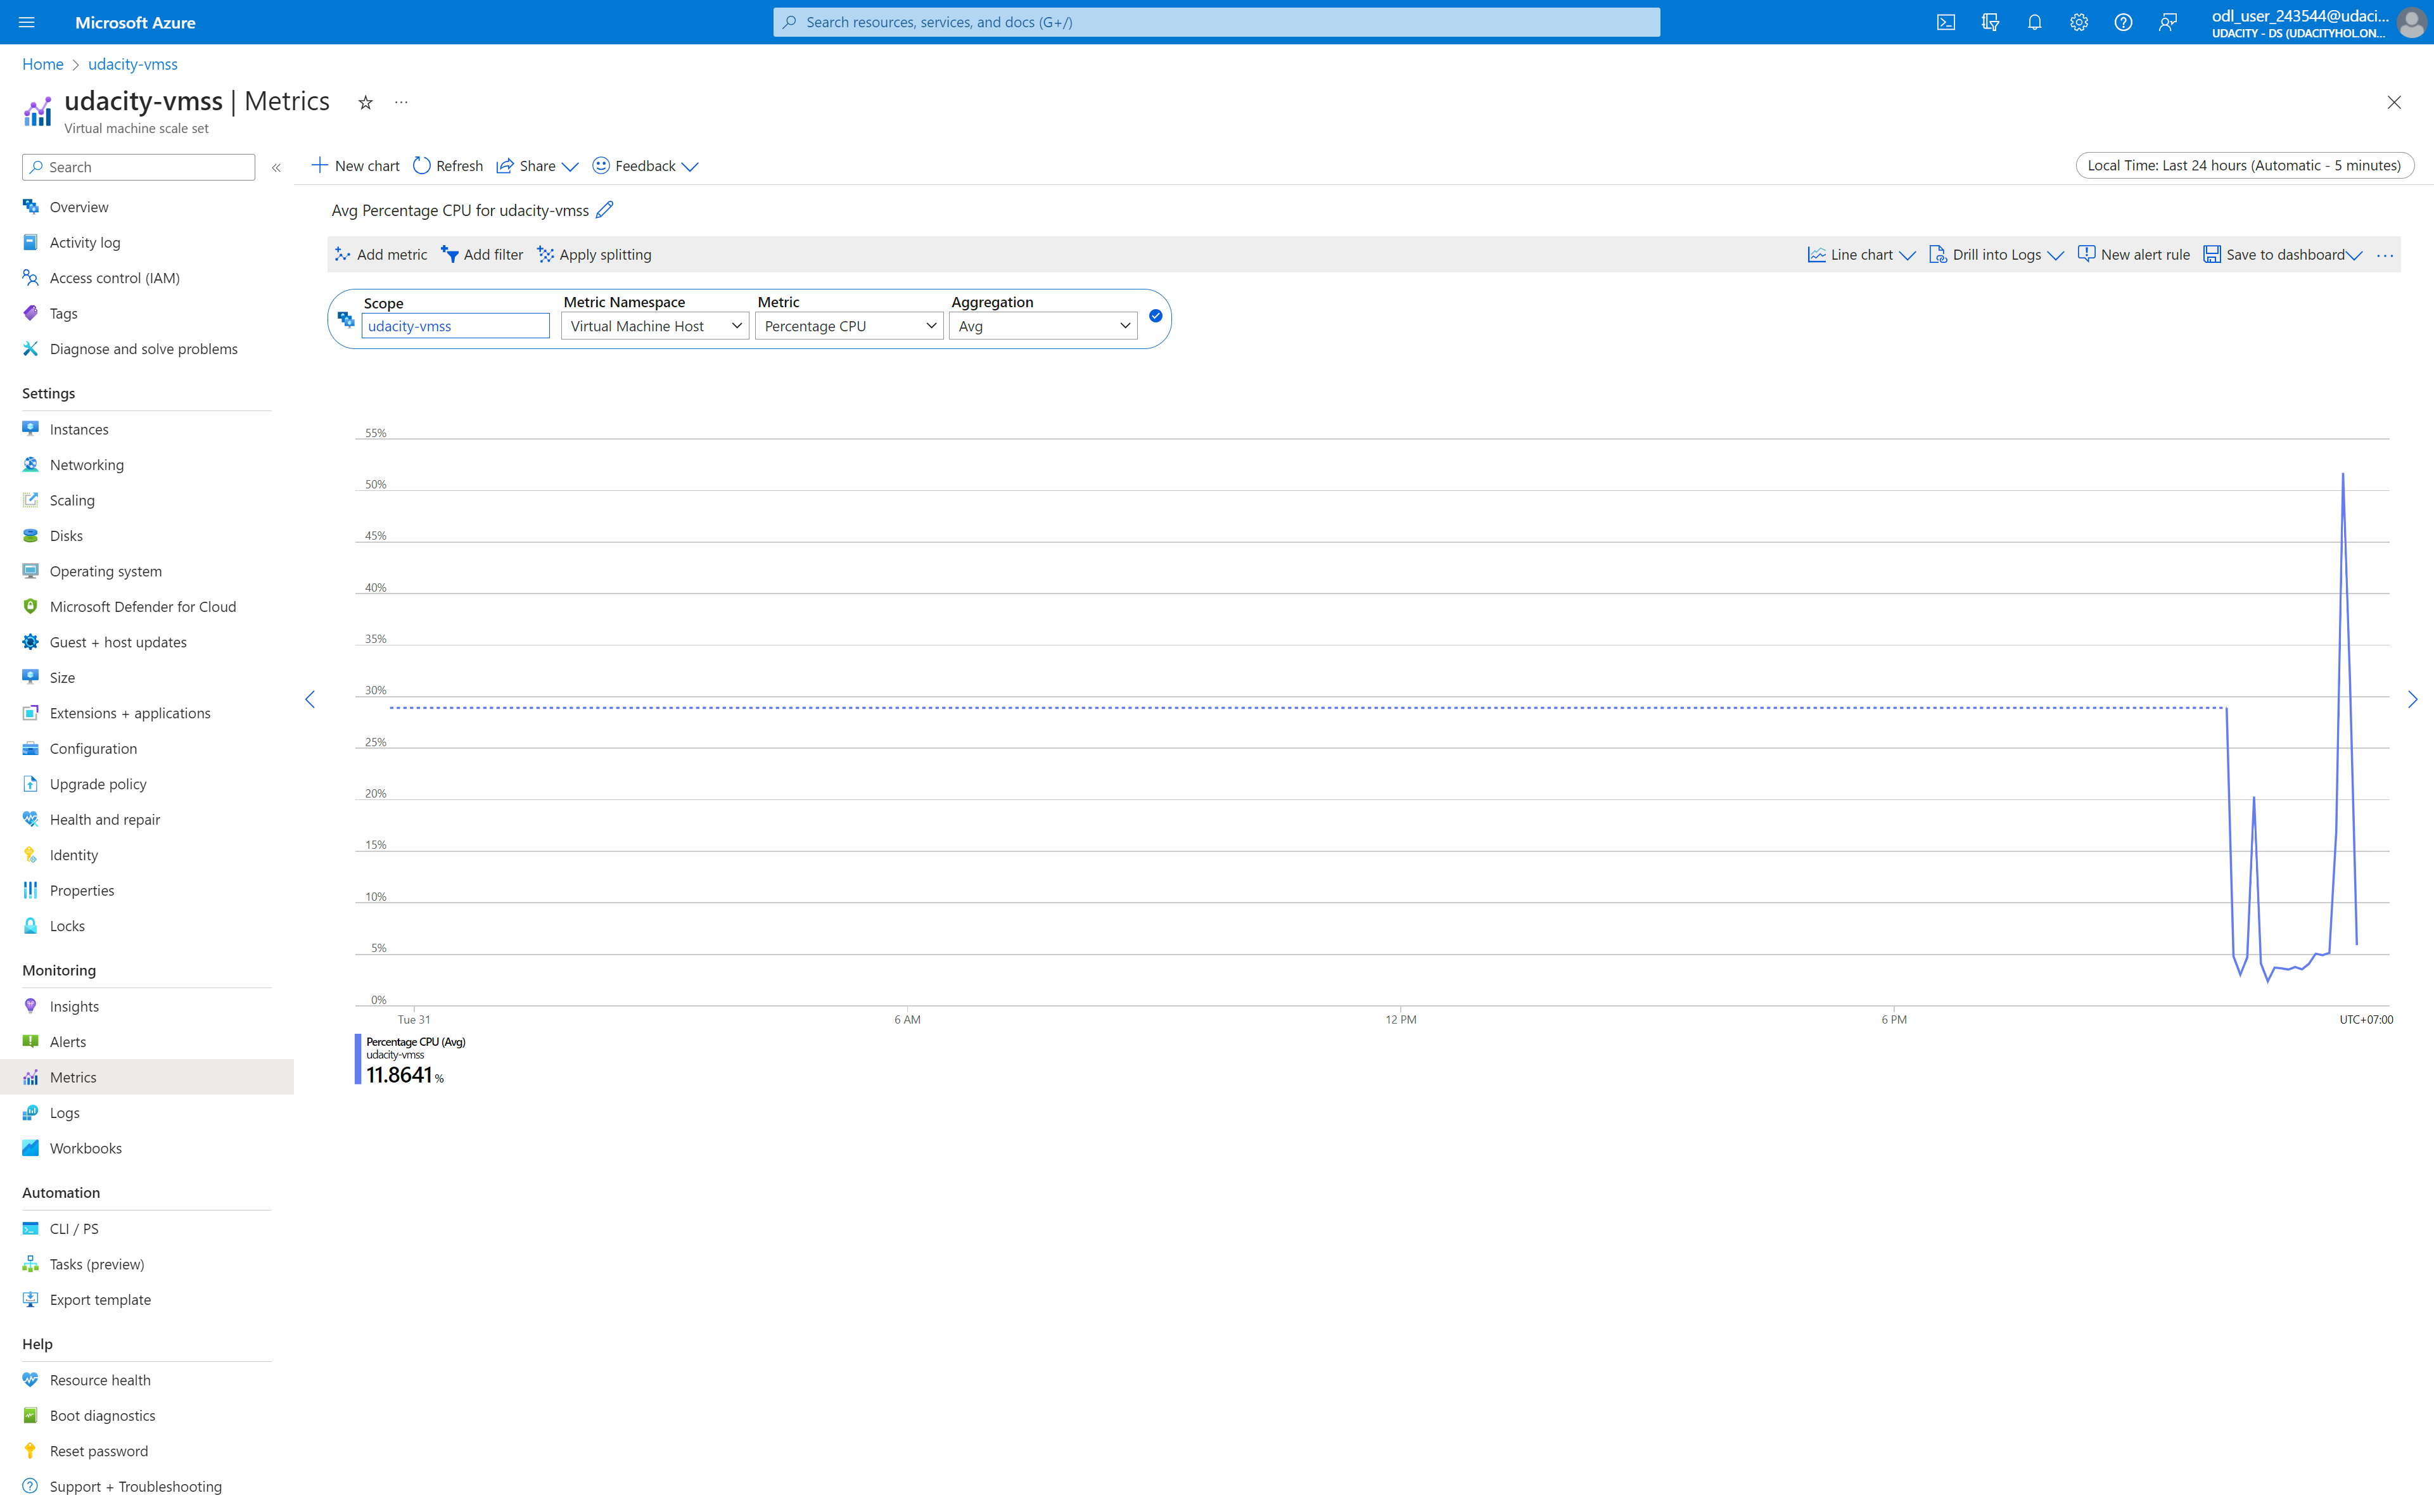 Microsoft Azure
Search resources, services, and docs (G+/)
odl_user_243544@udaci...
UDACITY - DS (UDACITYHOL.ON...
Home > udacity-vmss
udacity-vmss | Metrics
Virtual machine scale set
Search
New chart
Refresh
Share
Feedback
Local Time: Last 24 hours (Automatic - 5 minutes)
Overview
Activity log
Access control (IAM)
Tags
Diagnose and solve problems
Settings
Instances
Networking
Scaling
Disks
Operating system
Microsoft Defender for Cloud
Guest + host updates
Size
Extensions + applications
Configuration
Upgrade policy
Health and repair
Identity
Properties
Locks
Monitoring
Insights
Alerts
Metrics
Logs
Workbooks
Automation
CLI / PS
Tasks (preview)
Export template
Help
Resource health
Boot diagnostics
Reset password
Support + Troubleshooting
Avg Percentage CPU for udacity-vmss
Add metric
Add filter
Apply splitting
Line chart
Drill into Logs
New alert rule
Save to dashboard
Scope
udacity-vmss
Metric Namespace
Virtual Machine Host
Metric
Percentage CPU
Aggregation
Avg
55%
50%
45%
40%
35%
30%
25%
20%
15%
10%
5%
0%
Tue 31
6 AM
12 PM
6 PM
UTC+07:00
Percentage CPU (Avg)
udacity-vmss
11.8641 %